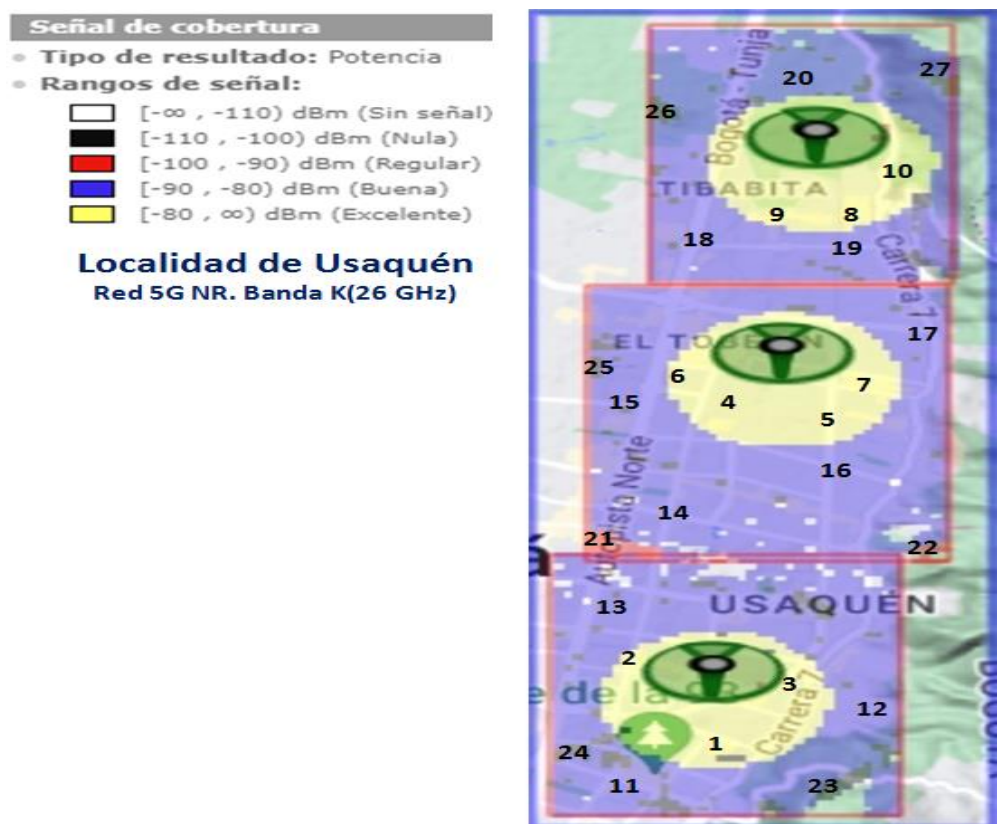 Señal de cobertura
Tipo de resultado: Potencia
Rangos de señal:
[-∞ , -110) dBm (Sin señal)
[-110 , -100) dBm (Nula)
[-100 , -90) dBm (Regular)
[-90 , -80) dBm (Buena)
[-80 , ∞) dBm (Excelente)
Localidad de Usaquén
Red 5G NR. Banda K(26 GHz)
Bogotá - Tunja
20
27
26
10
TIBABITA
9
8
18
19
Carrera 7
17
25
6
7
4
15
5
16
Autopista Norte
14
21
22
á
13
USAQUÉN
2
3
e de la
12
Carrera 7
1
24
11
23